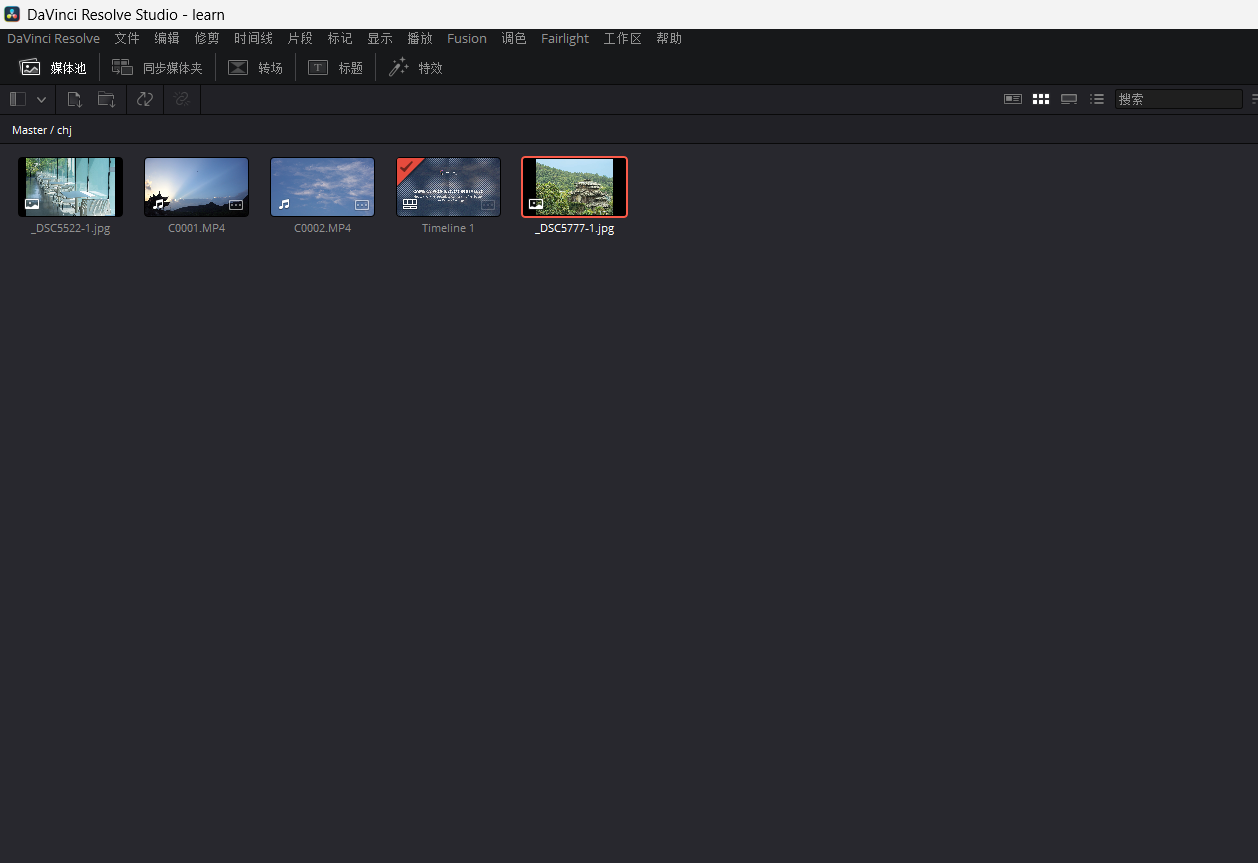 DaVinci Resolve Studio - learn
DaVinci Resolve 文件 编辑 修剪 时间线 片段 标记 显示 播放 Fusion 调色 Fairlight 工作区 帮助
媒体池 同步媒体夹 转场 T 标题 特效
搜索
Master / chj
_DSC5522-1.jpg C0001.MP4 C0002.MP4 Timeline 1 _DSC5777-1.jpg